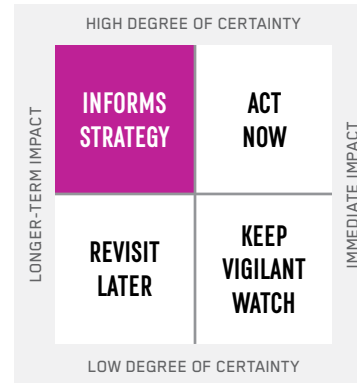 HIGH DEGREE OF CERTAINTY
LONGER-TERM IMPACT
INFORMS
STRATEGY
ACT
NOW
IMMEDIATE IMPACT
REVISIT
LATER
KEEP
VIGILANT
WATCH
LOW DEGREE OF CERTAINTY